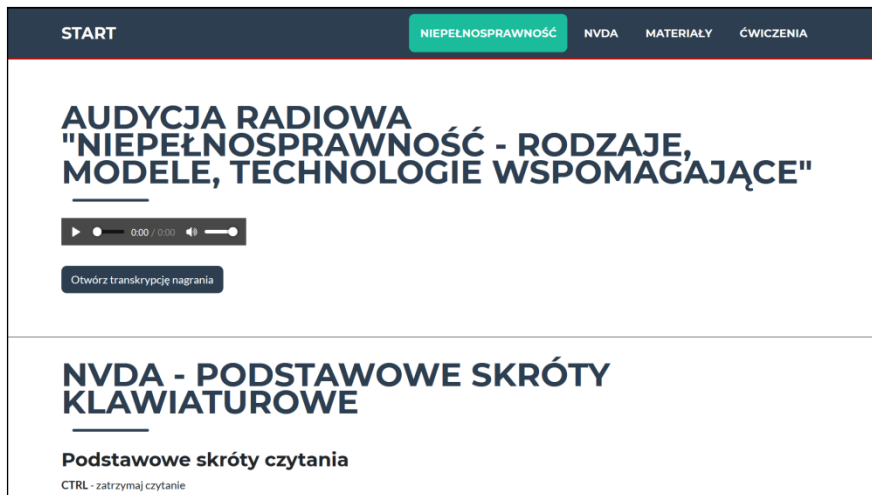 START
NIEPEŁNOSPRAWNOŚĆ NVDA MATERIAŁY ĆWICZENIA
AUDYCJA RADIOWA
"NIEPEŁNOSPRAWNOŚĆ - RODZAJE,
MODELE, TECHNOLOGIE WSPOMAGAJĄCE"
0:00 / 0:00
Otwórz transkrypcję nagrania
NVDA - PODSTAWOWE SKRÓTY
KLAWIATUROWE
Podstawowe skróty czytania
CTRL - zatrzymaj czytanie